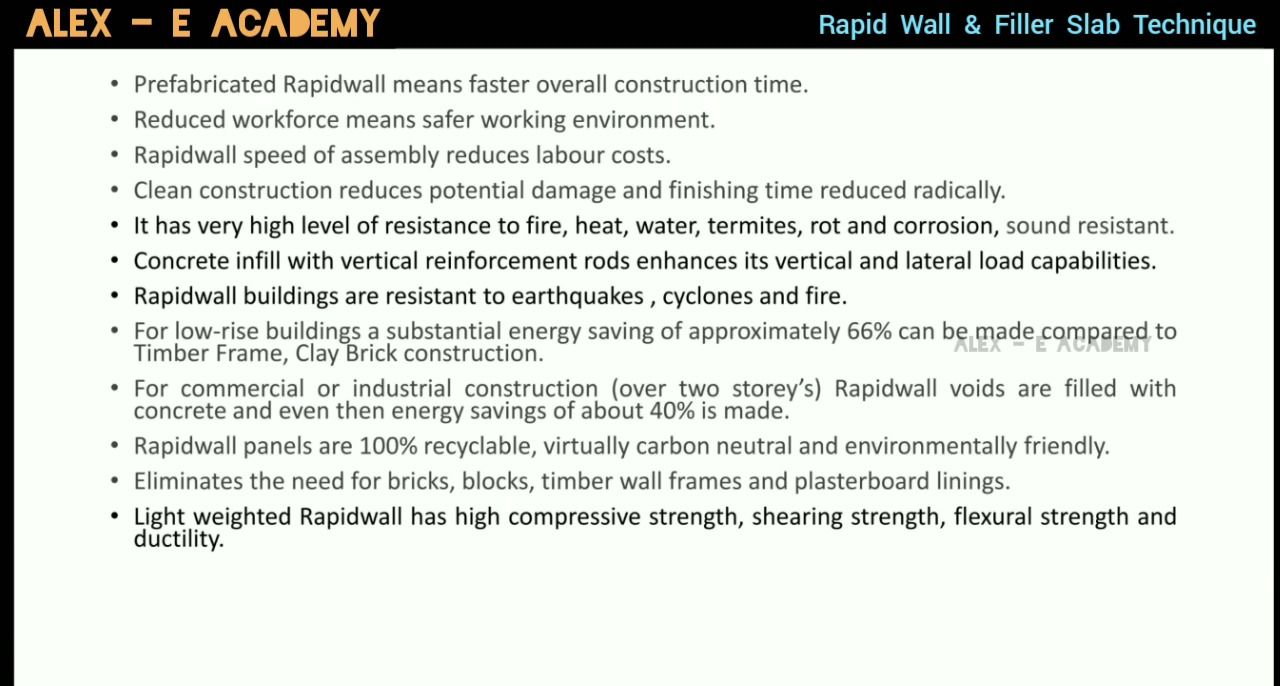 ALEX - E ACADEMY
Rapid Wall & Filler Slab Technique
• Prefabricated Rapidwall means faster overall construction time.
• Reduced workforce means safer working environment.
• Rapidwall speed of assembly reduces labour costs.
• Clean construction reduces potential damage and finishing time reduced radically.
• It has very high level of resistance to fire, heat, water, termites, rot and corrosion, sound resistant.
• Concrete infill with vertical reinforcement rods enhances its vertical and lateral load capabilities.
• Rapidwall buildings are resistant to earthquakes , cyclones and fire.
• For low-rise buildings a substantial energy saving of approximately 66% can be made compared to
Timber Frame, Clay Brick construction.
ALEX - E ACADEMY
• For commercial or industrial construction (over two storey's) Rapidwall voids are filled with
concrete and even then energy savings of about 40% is made.
• Rapidwall panels are 100% recyclable, virtually carbon neutral and environmentally friendly.
• Eliminates the need for bricks, blocks, timber wall frames and plasterboard linings.
• Light weighted Rapidwall has high compressive strength, shearing strength, flexural strength and
ductility.